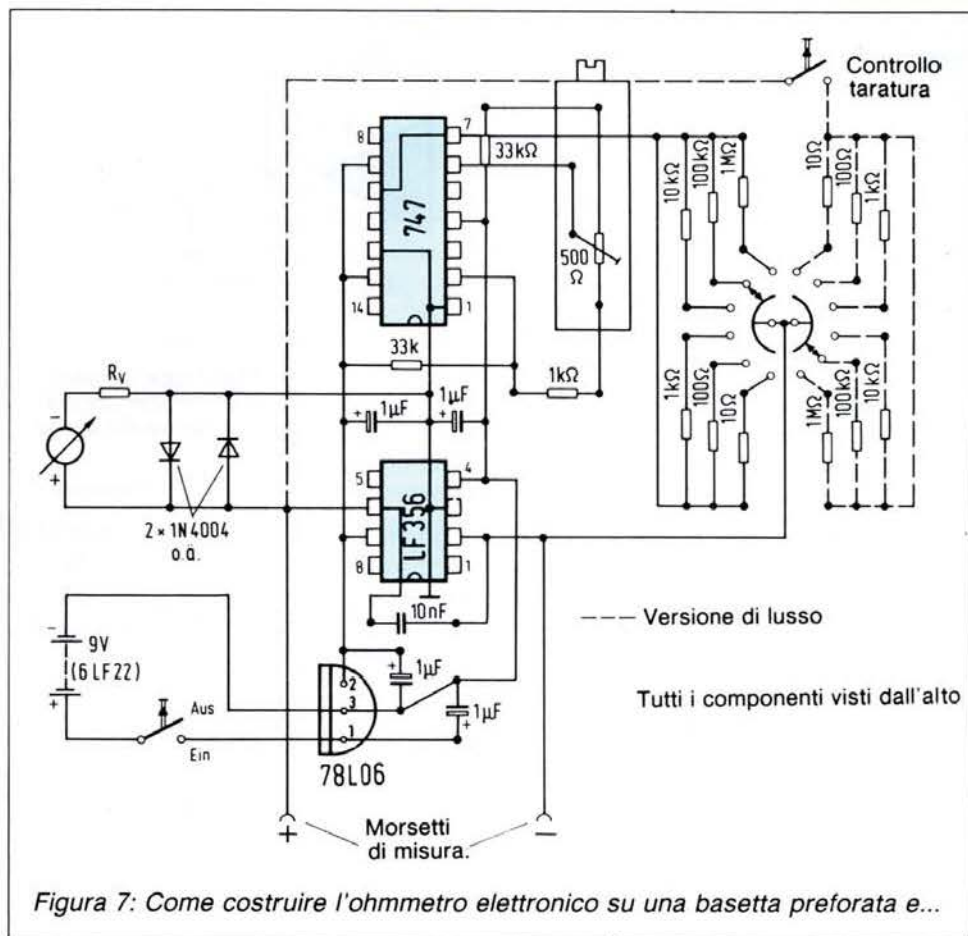 Controllo
taratura
8
7
33kΩ
747
500
Ω
14
1
10kΩ
100kΩ
1MΩ
10Ω
100Ω
1kΩ
1kΩ
100Ω
10Ω
1MΩ
100kΩ
10kΩ
33k
1kΩ
Rv
+ 1µF
1µF
+
-
+
2 × 1N4004
o.ä.
5
4
LF356
8
1
10nF
- - - - Versione di lusso
-
9V
(6LF22)
+
Aus
Ein
2
3
1
+
1µF
1µF
+
78L06
Tutti i componenti visti dall'alto
+
Morsetti
di misura.
-
Figura 7: Come costruire l'ohmmetro elettronico su una basetta preforata e...